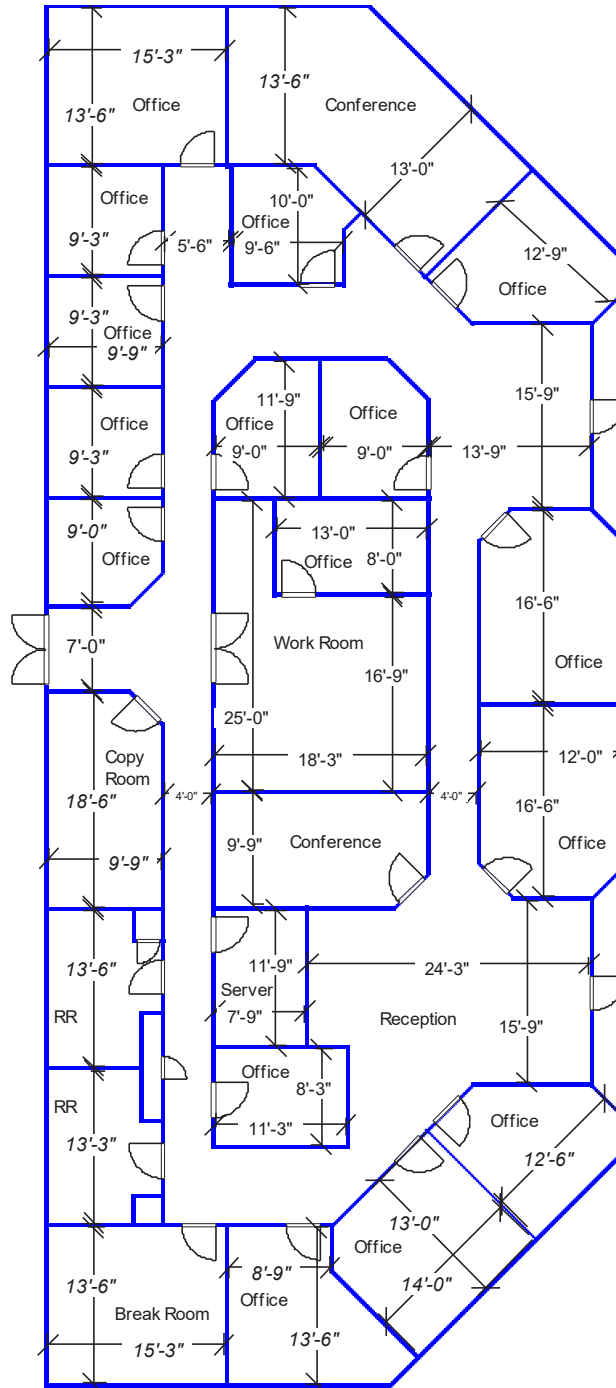 15'-3"
13'-6"
Office
13'-6"
Conference
13'-0"
Office
9'-3"
5'-6"
10'-0"
Office
9'-6"
12'-9"
Office
9'-3"
Office
9'-9"
15'-9"
Office
9'-3"
11'-9"
Office
9'-0"
Office
9'-0"
13'-9"
9'-0"
Office
13'-0"
Office
8'-0"
16'-6"
Office
7'-0"
Work Room
16'-9"
25'-0"
18'-3"
Copy
Room
18'-6"
9'-9"
4'-0"
4'-0"
12'-0"
16'-6"
Office
9'-9"
Conference
13'-6"
RR
11'-9"
Server
7'-9"
24'-3"
Reception
15'-9"
RR
13'-3"
Office
8'-3"
11'-3"
Office
12'-6"
13'-0"
Office
14'-0"
13'-6"
Break Room
15'-3"
8'-9"
Office
13'-6"